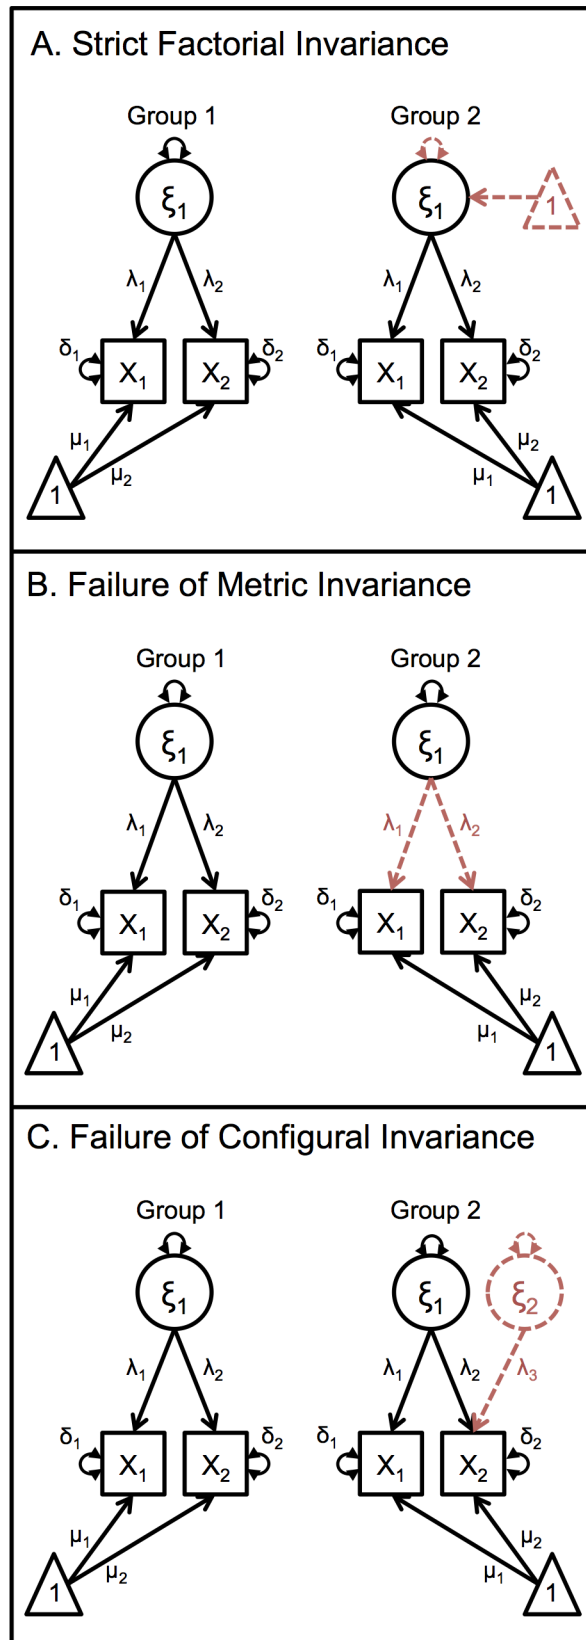 A. Strict Factorial Invariance
Group 1 Group 2
ξ1 ξ1 1
λ1 λ2 λ1 λ2
δ1 X1 X2 δ2 δ1 X1 X2 δ2
μ1 μ2 μ1 μ2
1 1
B. Failure of Metric Invariance
Group 1 Group 2
ξ1 ξ1
λ1 λ2 λ1 λ2
δ1 X1 X2 δ2 δ1 X1 X2 δ2
μ1 μ2 μ1 μ2
1 1
C. Failure of Configural Invariance
Group 1 Group 2
ξ1 ξ1 ξ2
λ1 λ2 λ1 λ2 λ3
δ1 X1 X2 δ2 δ1 X1 X2 δ2
μ1 μ2 μ1 μ2
1 1